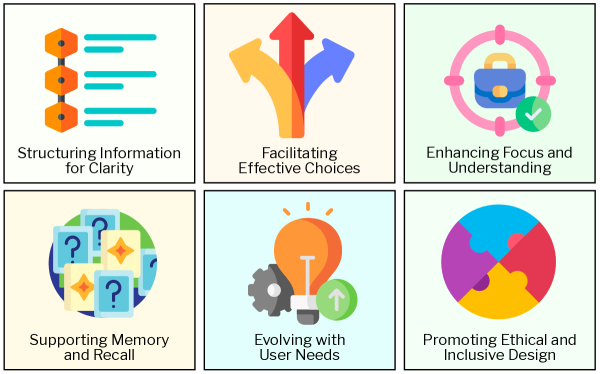 Structuring Information
for Clarity
Facilitating
Effective Choices
Enhancing Focus and
Understanding
Supporting Memory
and Recall
Evolving with
User Needs
Promoting Ethical and
Inclusive Design